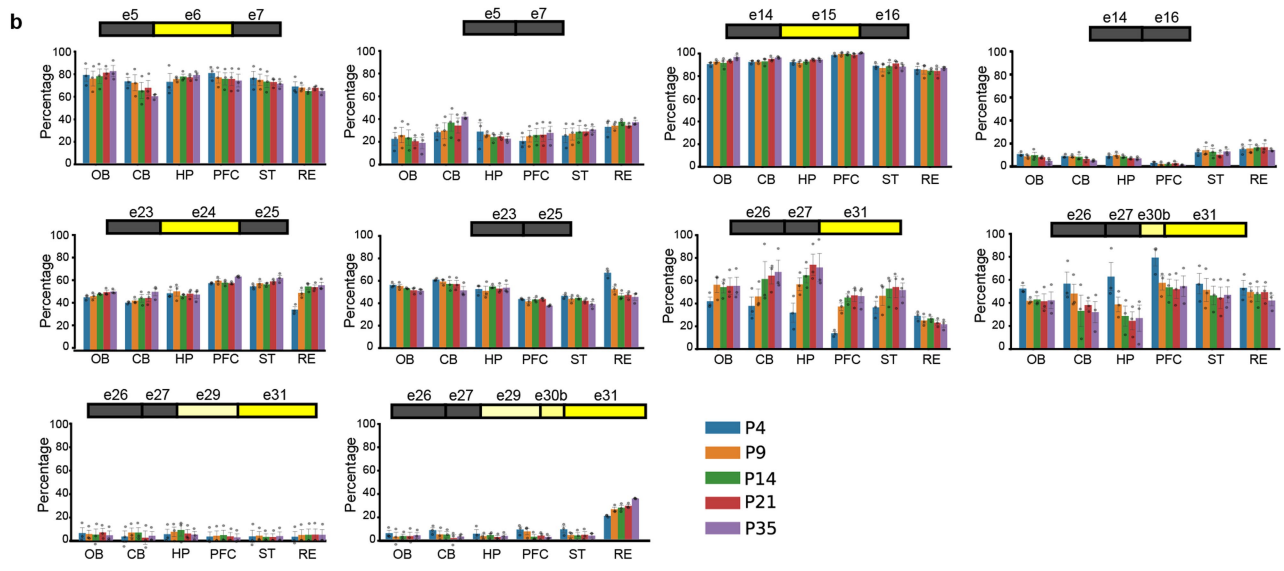 b
e5 e6 e7
Percentage
100
80
60
40
20
0
OB CB HP PFC ST RE
e5 e7
Percentage
100
80
60
40
20
0
OB CB HP PFC ST RE
e14 e15 e16
Percentage
100
80
60
40
20
0
OB CB HP PFC ST RE
e14 e16
Percentage
100
80
60
40
20
0
OB CB HP PFC ST RE
e23 e24 e25
Percentage
100
80
60
40
20
0
OB CB HP PFC ST RE
e23 e25
Percentage
100
80
60
40
20
0
OB CB HP PFC ST RE
e26 e27 e31
Percentage
100
80
60
40
20
0
OB CB HP PFC ST RE
e26 e27 e30b e31
Percentage
100
80
60
40
20
0
OB CB HP PFC ST RE
e26 e27 e29 e31
Percentage
100
80
60
40
20
0
OB CB HP PFC ST RE
e26 e27 e29 e30b e31
Percentage
100
80
60
40
20
0
OB CB HP PFC ST RE
P4
P9
P14
P21
P35